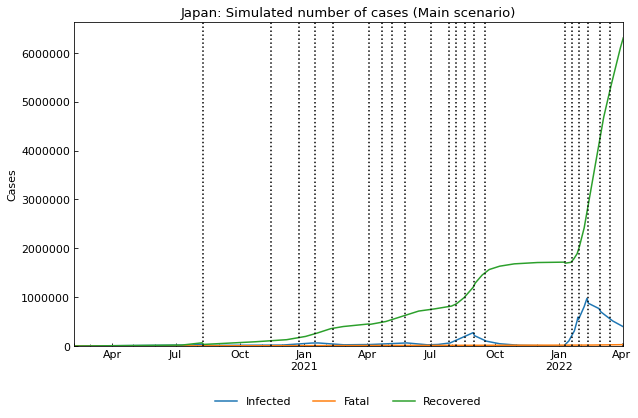 Japan: Simulated number of cases (Main scenario)
6000000
5000000
4000000
3000000
2000000
1000000
0
Cases
Apr Jul Oct Jan Apr Jul Oct Jan Apr
2021 2022
Infected Fatal Recovered